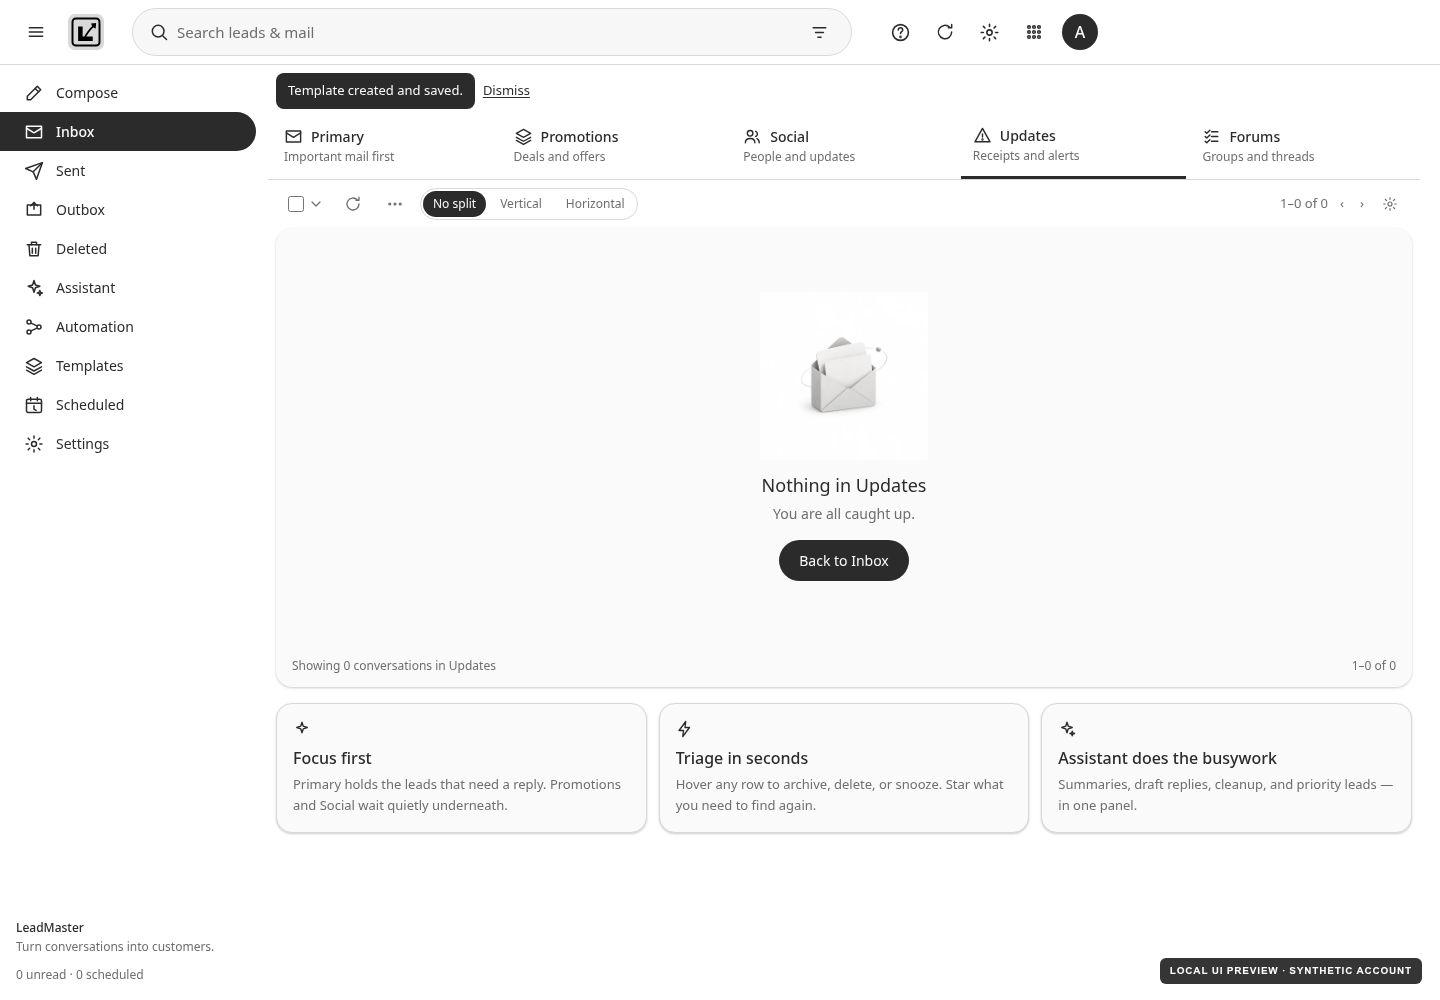 Search leads & mail
A
Compose
Inbox
Sent
Outbox
Deleted
Assistant
Automation
Templates
Scheduled
Settings
Template created and saved. Dismiss
Primary
Important mail first
Promotions
Deals and offers
Social
People and updates
Updates
Receipts and alerts
Forums
Groups and threads
No split Vertical Horizontal
1–0 of 0 ‹ ›
Nothing in Updates
You are all caught up.
Back to Inbox
Showing 0 conversations in Updates
1–0 of 0
Focus first
Primary holds the leads that need a reply. Promotions
and Social wait quietly underneath.
Triage in seconds
Hover any row to archive, delete, or snooze. Star what
you need to find again.
Assistant does the busywork
Summaries, draft replies, cleanup, and priority leads —
in one panel.
LeadMaster
Turn conversations into customers.
0 unread · 0 scheduled
LOCAL UI PREVIEW · SYNTHETIC ACCOUNT